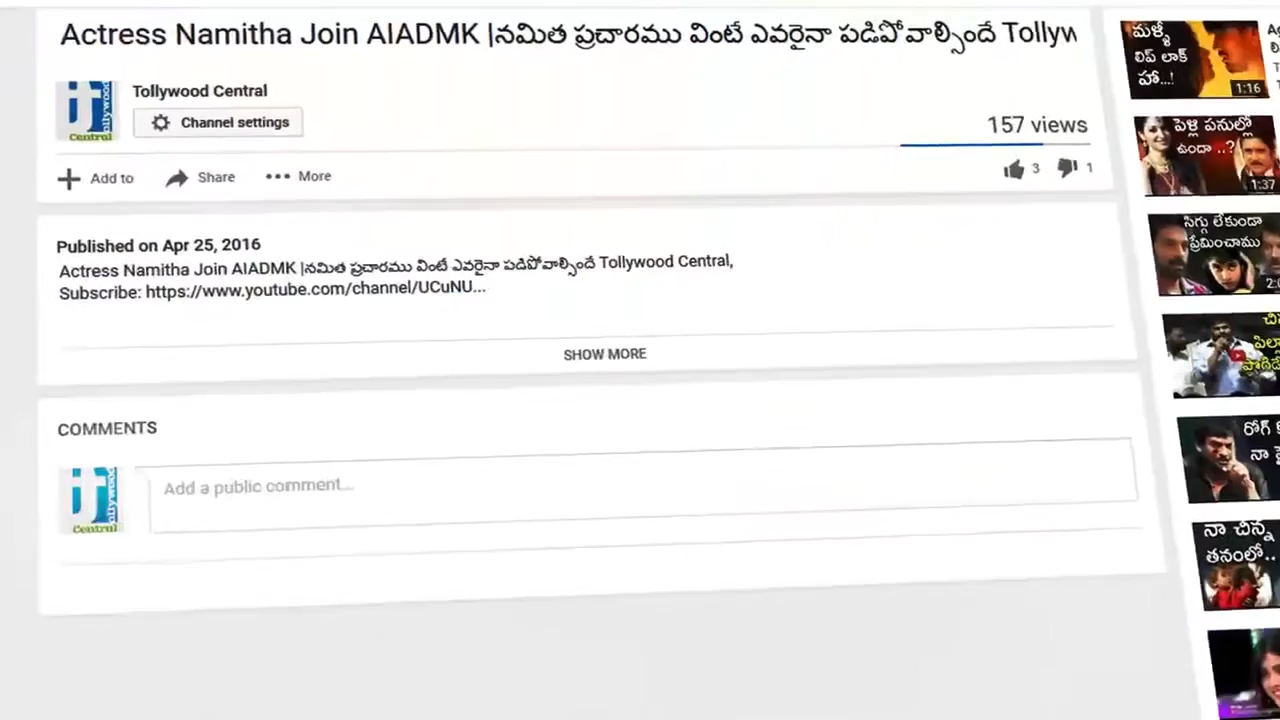 Actress Namitha Join AIADMK |నమిత ప్రచారము వింటే ఎవరైనా పడిపోవాల్సిందే Tollyw
Tollywood Central
Channel settings
157 views
Add to
Share
More
3
1
Published on Apr 25, 2016
Actress Namitha Join AIADMK |నమిత ప్రచారము వింటే ఎవరైనా పడిపోవాల్సిందే Tollywood Central,
Subscribe: https://www.youtube.com/channel/UCuNU...
SHOW MORE
COMMENTS
Central
Add a public comment...
మళ్ళీ
లిప్ లాక్
హా...!
1:16
పెళ్లి పనుల్లో
ఉందా ..?
1:37
సిగ్గు లేకుండా
ప్రేమించాము
రోగ్
నా
నా చిన్న
తనంలో..